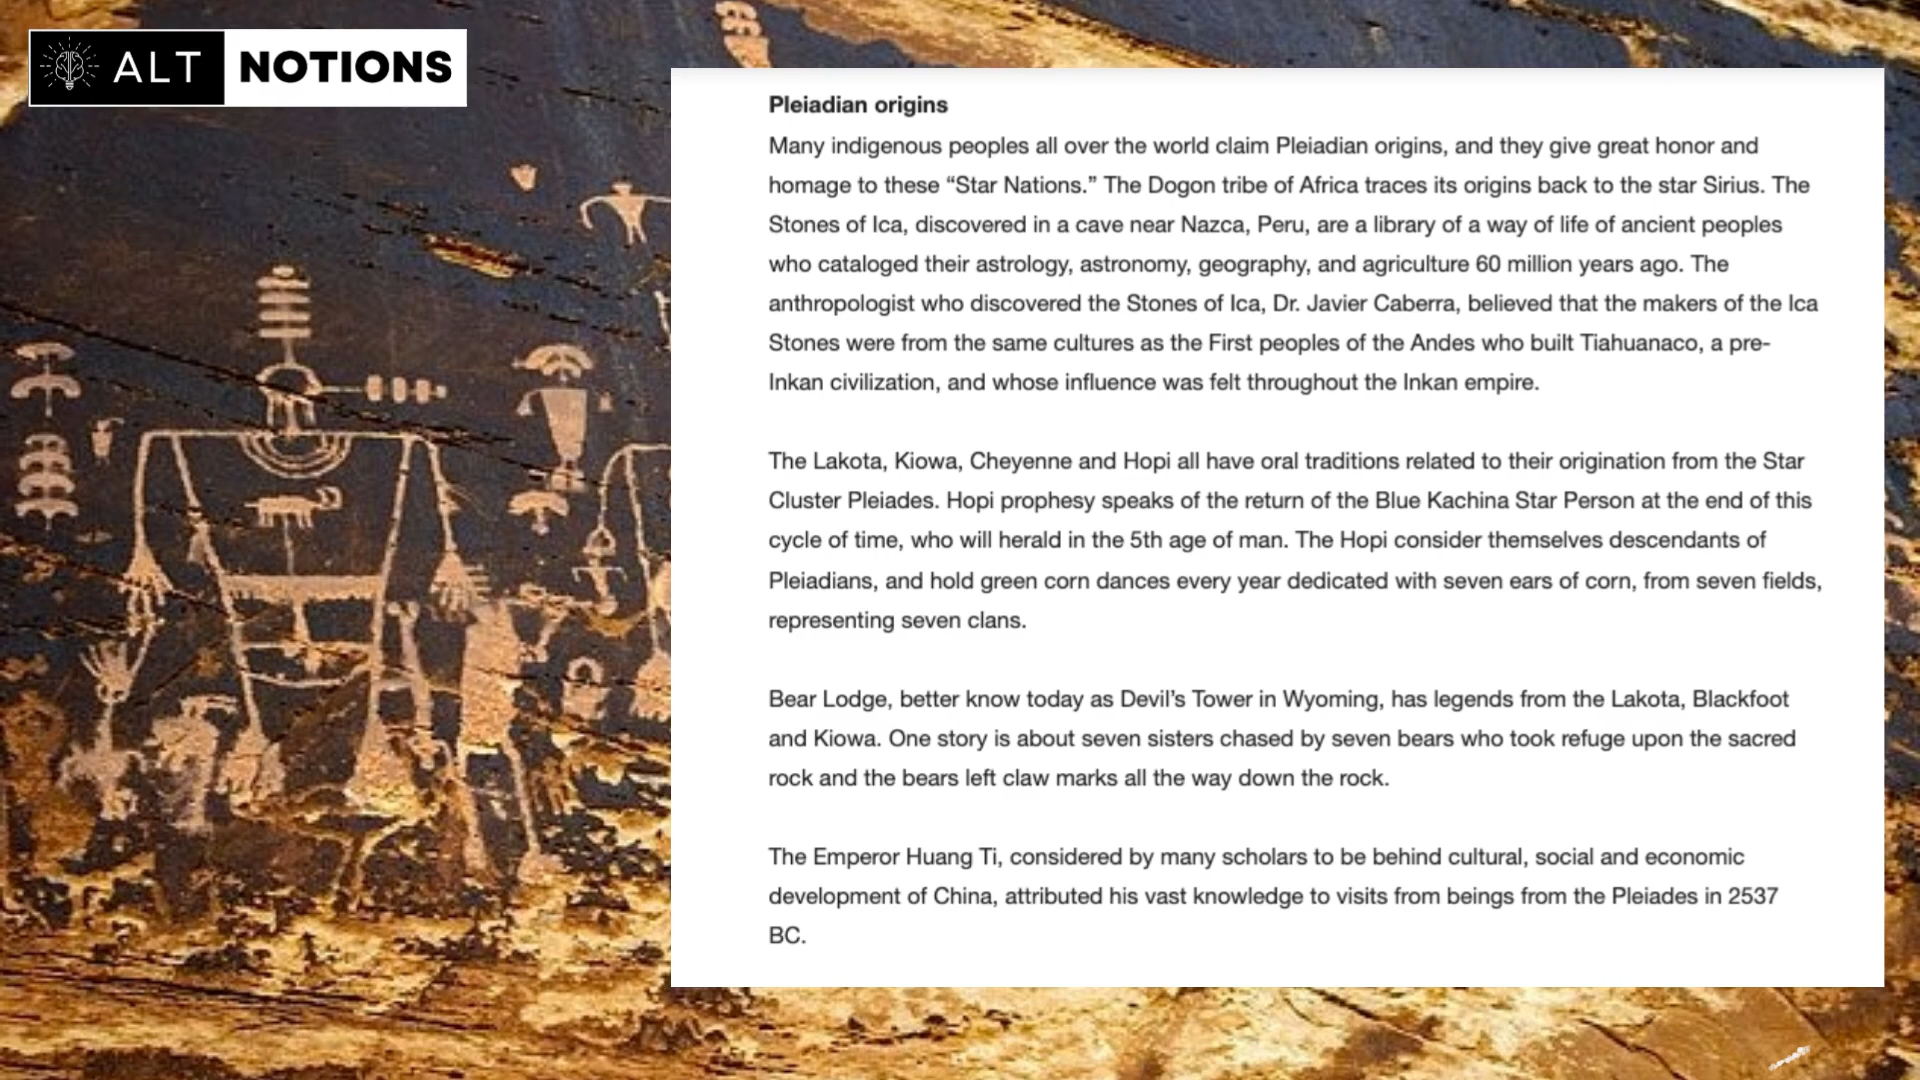 ALT NOTIONS
Pleiadian origins
Many indigenous peoples all over the world claim Pleiadian origins, and they give great honor and
homage to these “Star Nations.” The Dogon tribe of Africa traces its origins back to the star Sirius. The
Stones of Ica, discovered in a cave near Nazca, Peru, are a library of a way of life of ancient peoples
who cataloged their astrology, astronomy, geography, and agriculture 60 million years ago. The
anthropologist who discovered the Stones of Ica, Dr. Javier Caberra, believed that the makers of the Ica
Stones were from the same cultures as the First peoples of the Andes who built Tiahuanaco, a pre-
Inkan civilization, and whose influence was felt throughout the Inkan empire.
The Lakota, Kiowa, Cheyenne and Hopi all have oral traditions related to their origination from the Star
Cluster Pleiades. Hopi prophesy speaks of the return of the Blue Kachina Star Person at the end of this
cycle of time, who will herald in the 5th age of man. The Hopi consider themselves descendants of
Pleiadians, and hold green corn dances every year dedicated with seven ears of corn, from seven fields,
representing seven clans.
Bear Lodge, better know today as Devil’s Tower in Wyoming, has legends from the Lakota, Blackfoot
and Kiowa. One story is about seven sisters chased by seven bears who took refuge upon the sacred
rock and the bears left claw marks all the way down the rock.
The Emperor Huang Ti, considered by many scholars to be behind cultural, social and economic
development of China, attributed his vast knowledge to visits from beings from the Pleiades in 2537
BC.